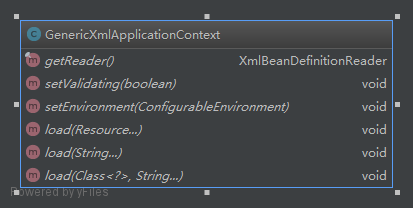 C GenericXmlApplicationContext
m getReader() XmlBeanDefinitionReader
m setValidating(boolean) void
m setEnvironment(ConfigurableEnvironment) void
m load(Resource...) void
m load(String...) void
m load(Class<?>, String...) void
Powered by yFiles